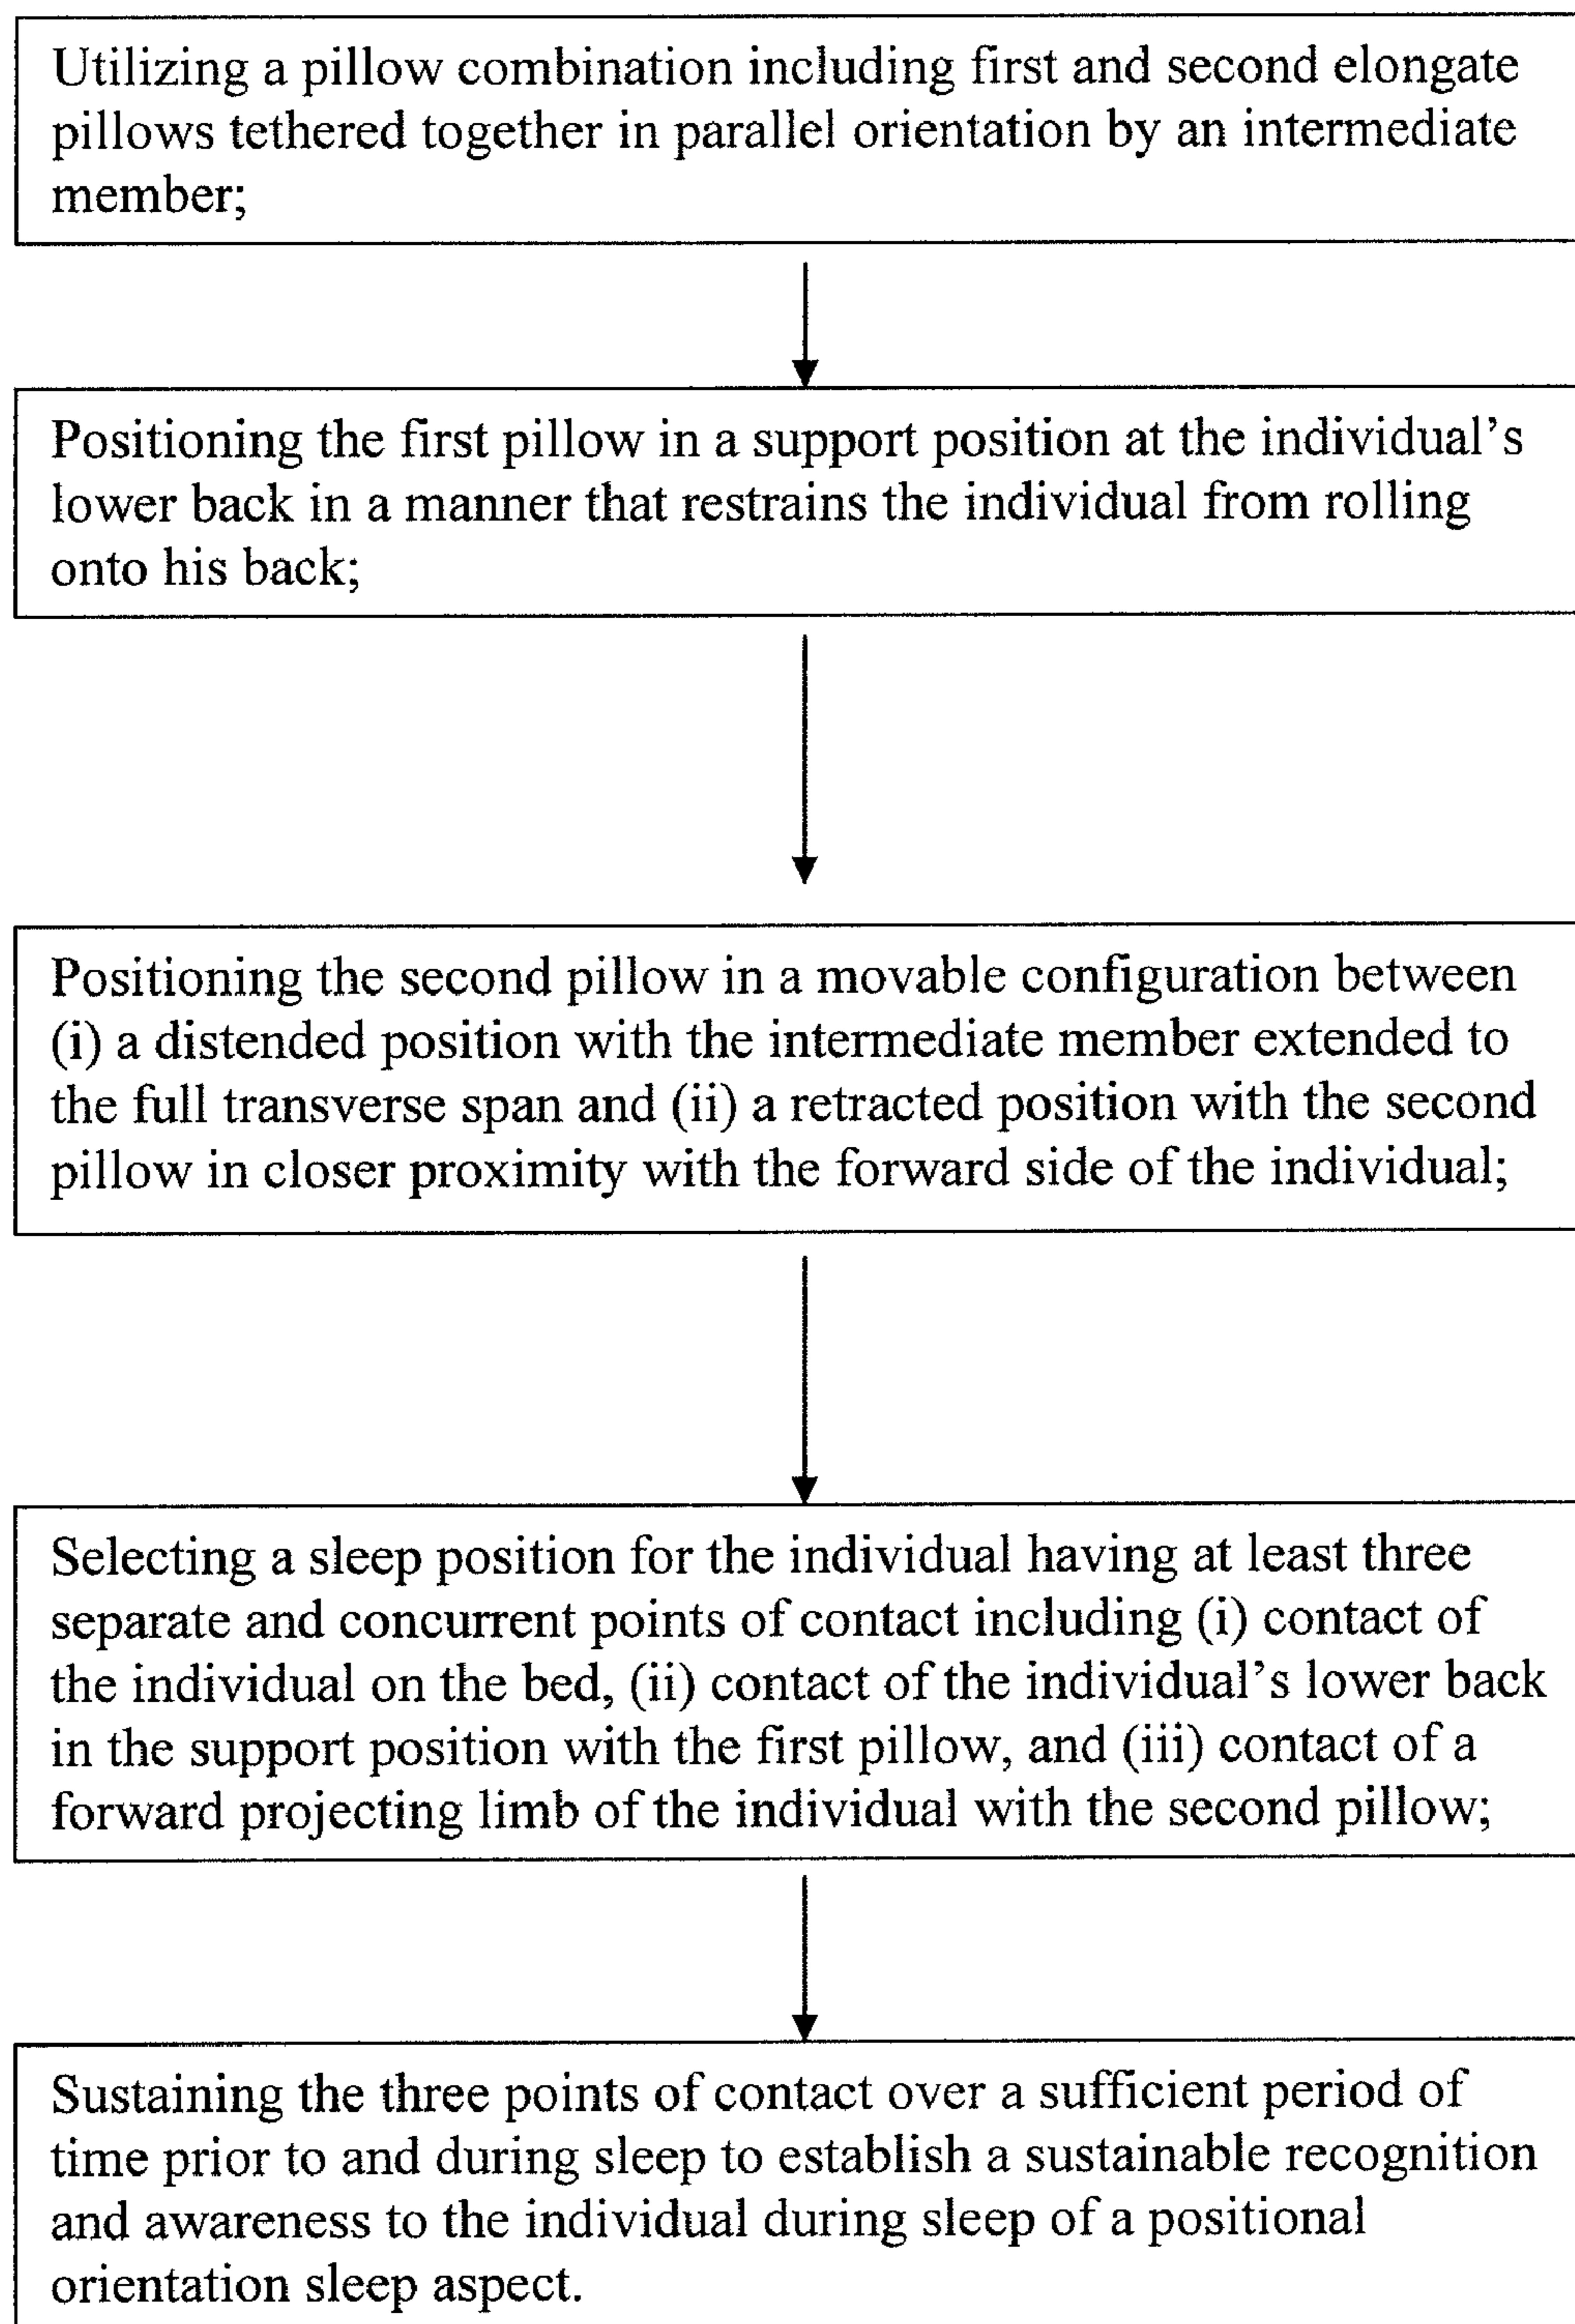 Utilizing a pillow combination including first and second elongate
pillows tethered together in parallel orientation by an intermediate
member;
Positioning the first pillow in a support position at the individual's
lower back in a manner that restrains the individual from rolling
onto his back;
Positioning the second pillow in a movable configuration between
(i) a distended position with the intermediate member extended to
the full transverse span and (ii) a retracted position with the second
pillow in closer proximity with the forward side of the individual;
Selecting a sleep position for the individual having at least three
separate and concurrent points of contact including (i) contact of
the individual on the bed, (ii) contact of the individual's lower back
in the support position with the first pillow, and (iii) contact of a
forward projecting limb of the individual with the second pillow;
Sustaining the three points of contact over a sufficient period of
time prior to and during sleep to establish a sustainable recognition
and awareness to the individual during sleep of a positional
orientation sleep aspect.